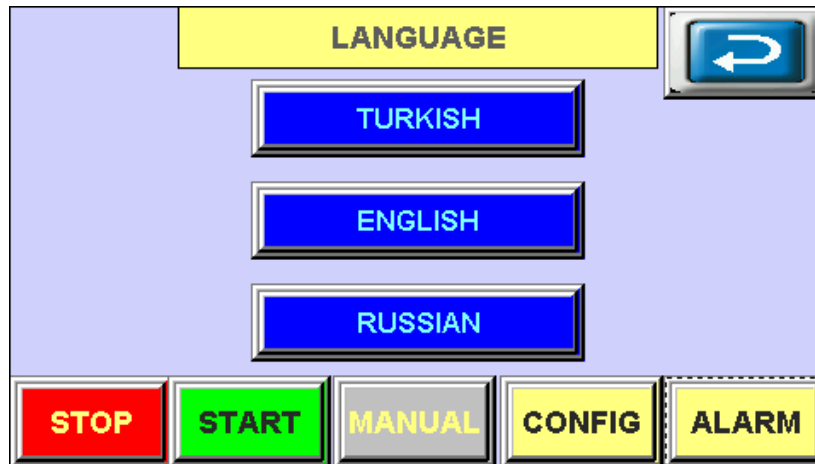 LANGUAGE
TURKISH
ENGLISH
RUSSIAN
STOP START MANUAL CONFIG ALARM